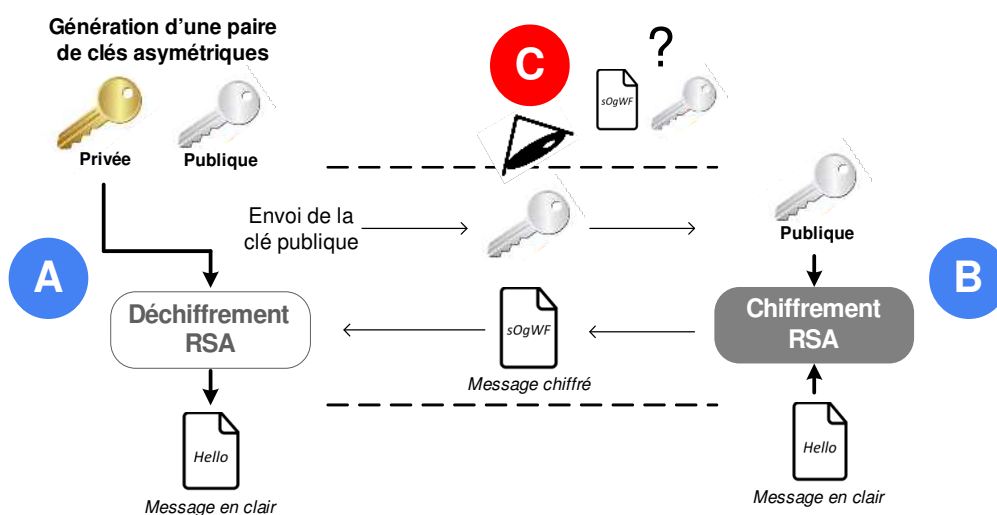 Génération d'une paire
de clés asymétriques
Privée
Publique
C
sOgWF
?
Envoi de la
clé publique
Publique
A
B
Déchiffrement
RSA
sOgWF
Message chiffré
Chiffrement
RSA
Hello
Message en clair
Hello
Message en clair